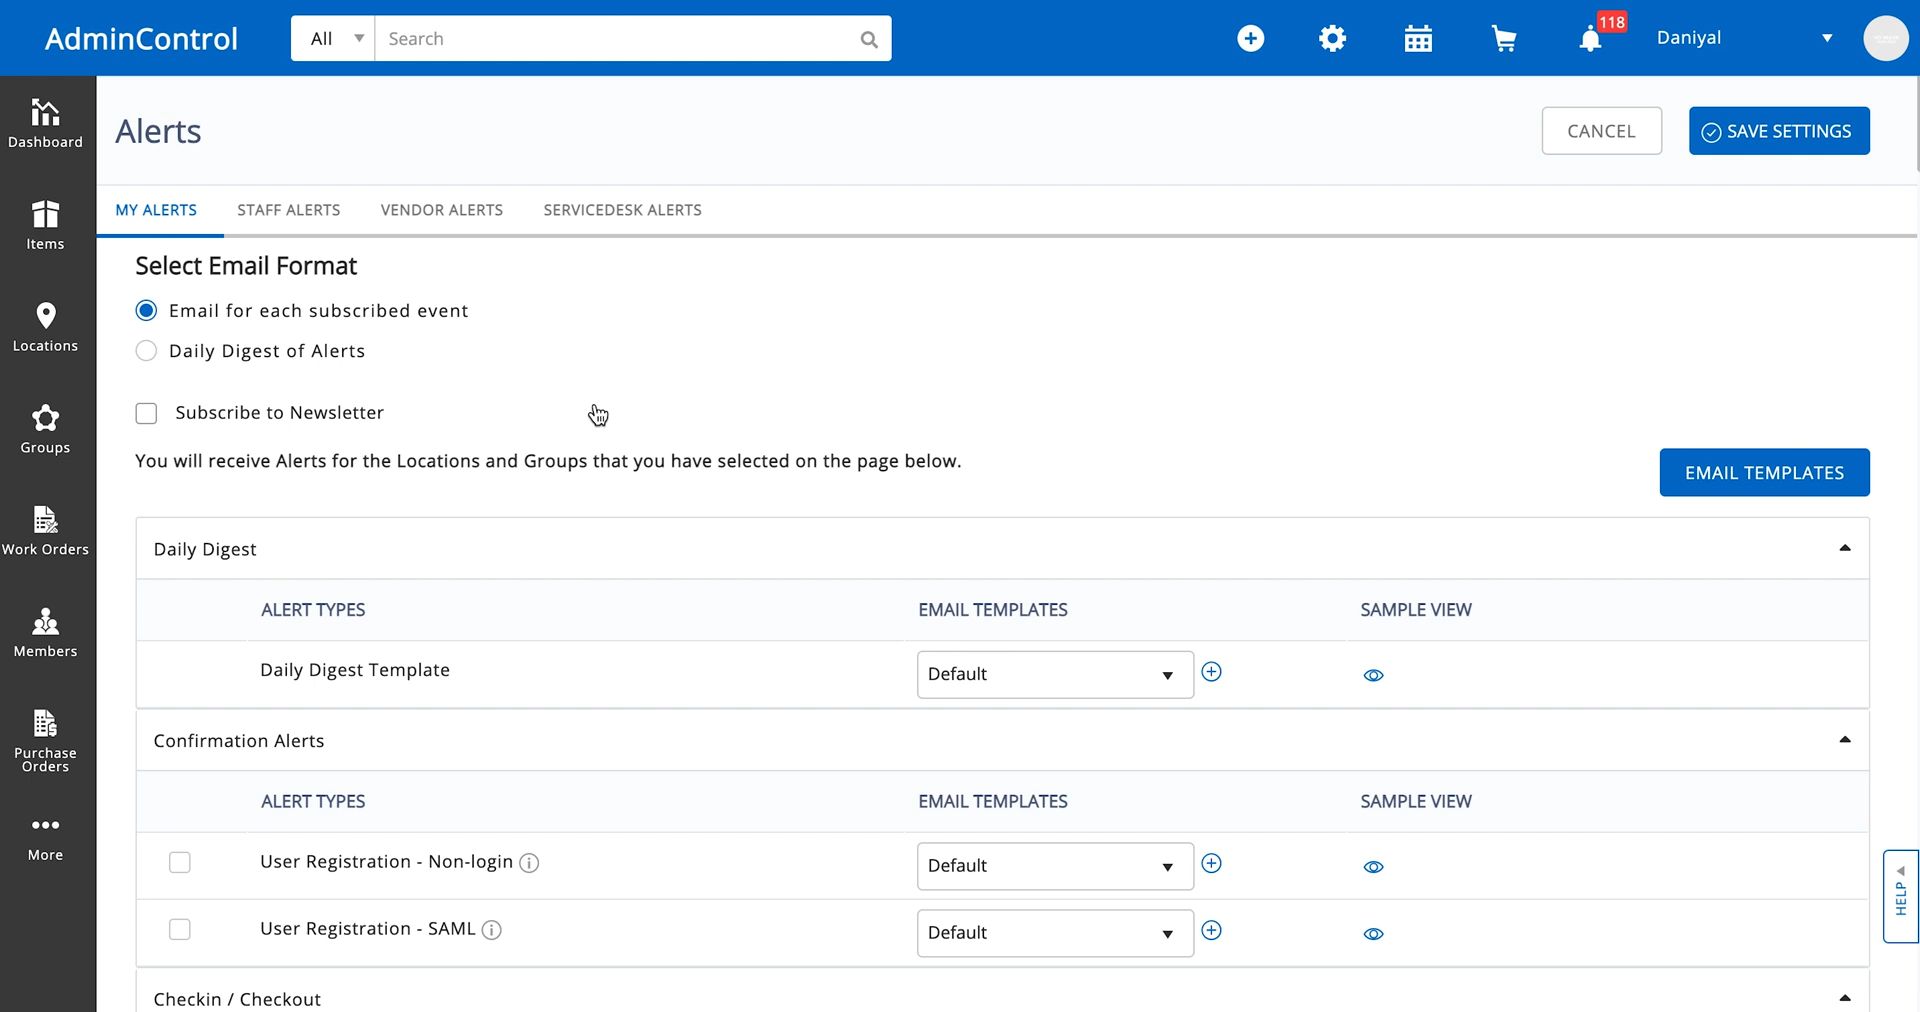 AdminControl
All
Search
118
Daniyal
Dashboard
Items
Locations
Groups
Work Orders
Members
Purchase
Orders
More
Alerts
CANCEL
SAVE SETTINGS
MY ALERTS
STAFF ALERTS
VENDOR ALERTS
SERVICEDESK ALERTS
Select Email Format
Email for each subscribed event
Daily Digest of Alerts
Subscribe to Newsletter
You will receive Alerts for the Locations and Groups that you have selected on the page below.
EMAIL TEMPLATES
Daily Digest
ALERT TYPES
EMAIL TEMPLATES
SAMPLE VIEW
Daily Digest Template
Default
Confirmation Alerts
ALERT TYPES
EMAIL TEMPLATES
SAMPLE VIEW
User Registration - Non-login
Default
User Registration - SAML
Default
Checkin / Checkout
HELP